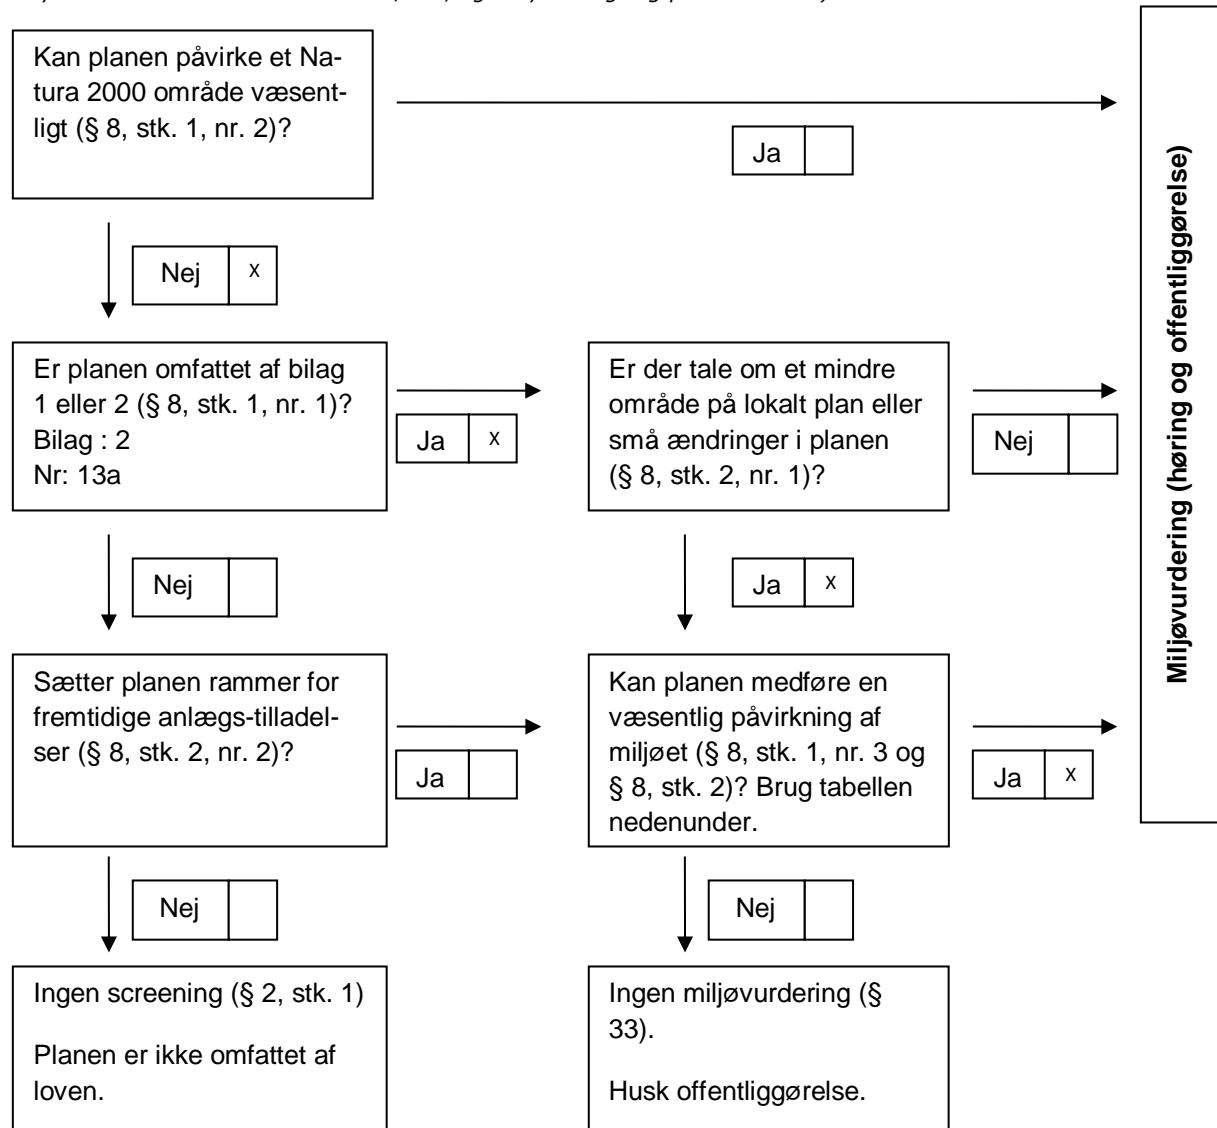 Kan planen påvirke et Na-
tura 2000 område væsent-
ligt (§ 8, stk. 1, nr. 2)?
Ja
Nej x
Er planen omfattet af bilag
1 eller 2 (§ 8, stk. 1, nr. 1)?
Bilag : 2
Nr: 13a
Ja x
Er der tale om et mindre
område på lokalt plan eller
små ændringer i planen
(§ 8, stk. 2, nr. 1)?
Nej
Nej
Ja x
Sætter planen rammer for
fremtidige anlægs-tilladel-
ser (§ 8, stk. 2, nr. 2)?
Ja
Kan planen medføre en
væsentlig påvirkning af
miljøet (§ 8, stk. 1, nr. 3 og
§ 8, stk. 2)? Brug tabellen
nedenunder.
Ja x
Nej
Nej
Ingen screening (§ 2, stk. 1)
Planen er ikke omfattet af
loven.
Ingen miljøvurdering (§
33).
Husk offentliggørelse.
Miljøvurdering (høring og offentliggørelse)